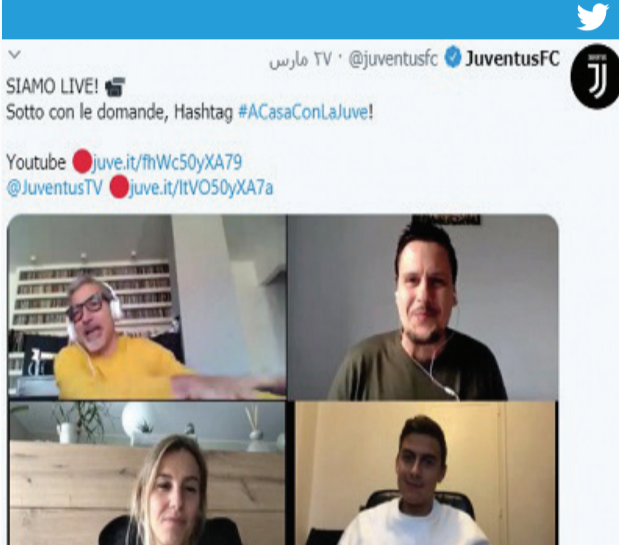 JuventusFC @juventusfc · ٢٧ مارس
SIAMO LIVE!
Sotto con le domande, Hashtag #ACasaConLaJuve!
Youtube juve.it/fhWc50yXA79
@JuventusTV juve.it/ItVO50yXA7a